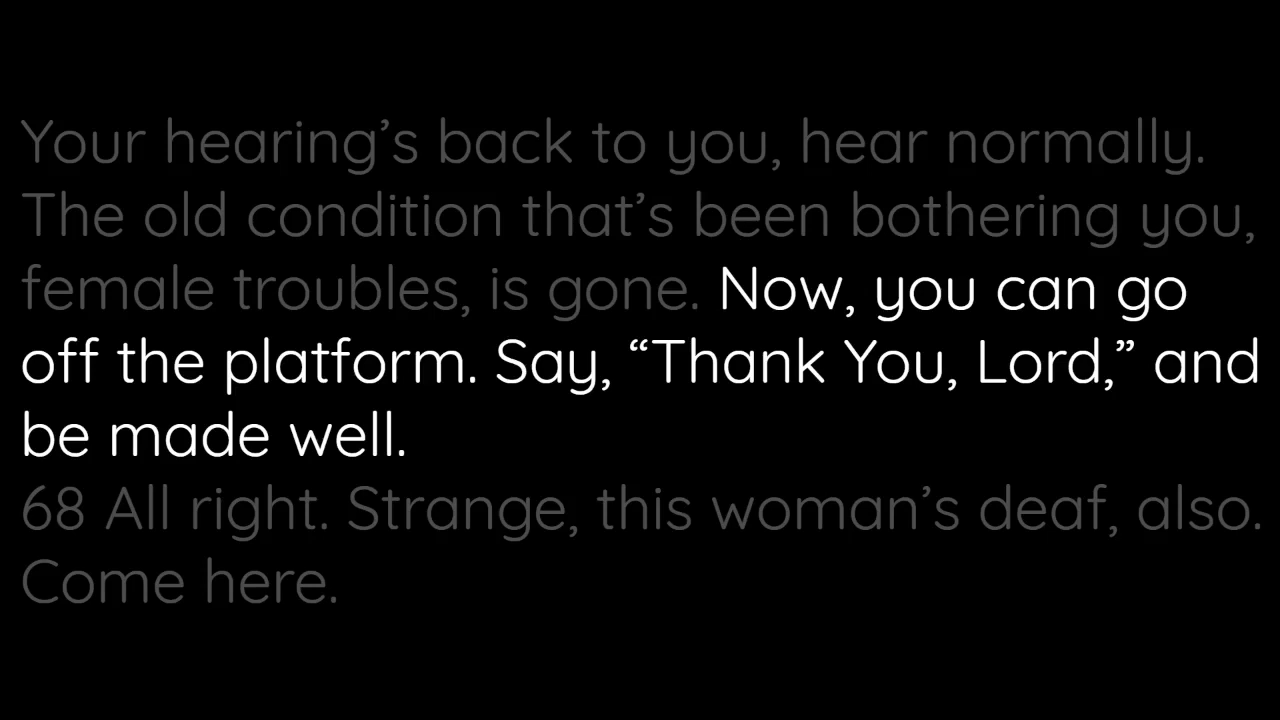 Your hearing’s back to you, hear normally.
The old condition that’s been bothering you,
female troubles, is gone. Now, you can go
off the platform. Say, “Thank You, Lord,” and
be made well.
68 All right. Strange, this woman’s deaf, also.
Come here.